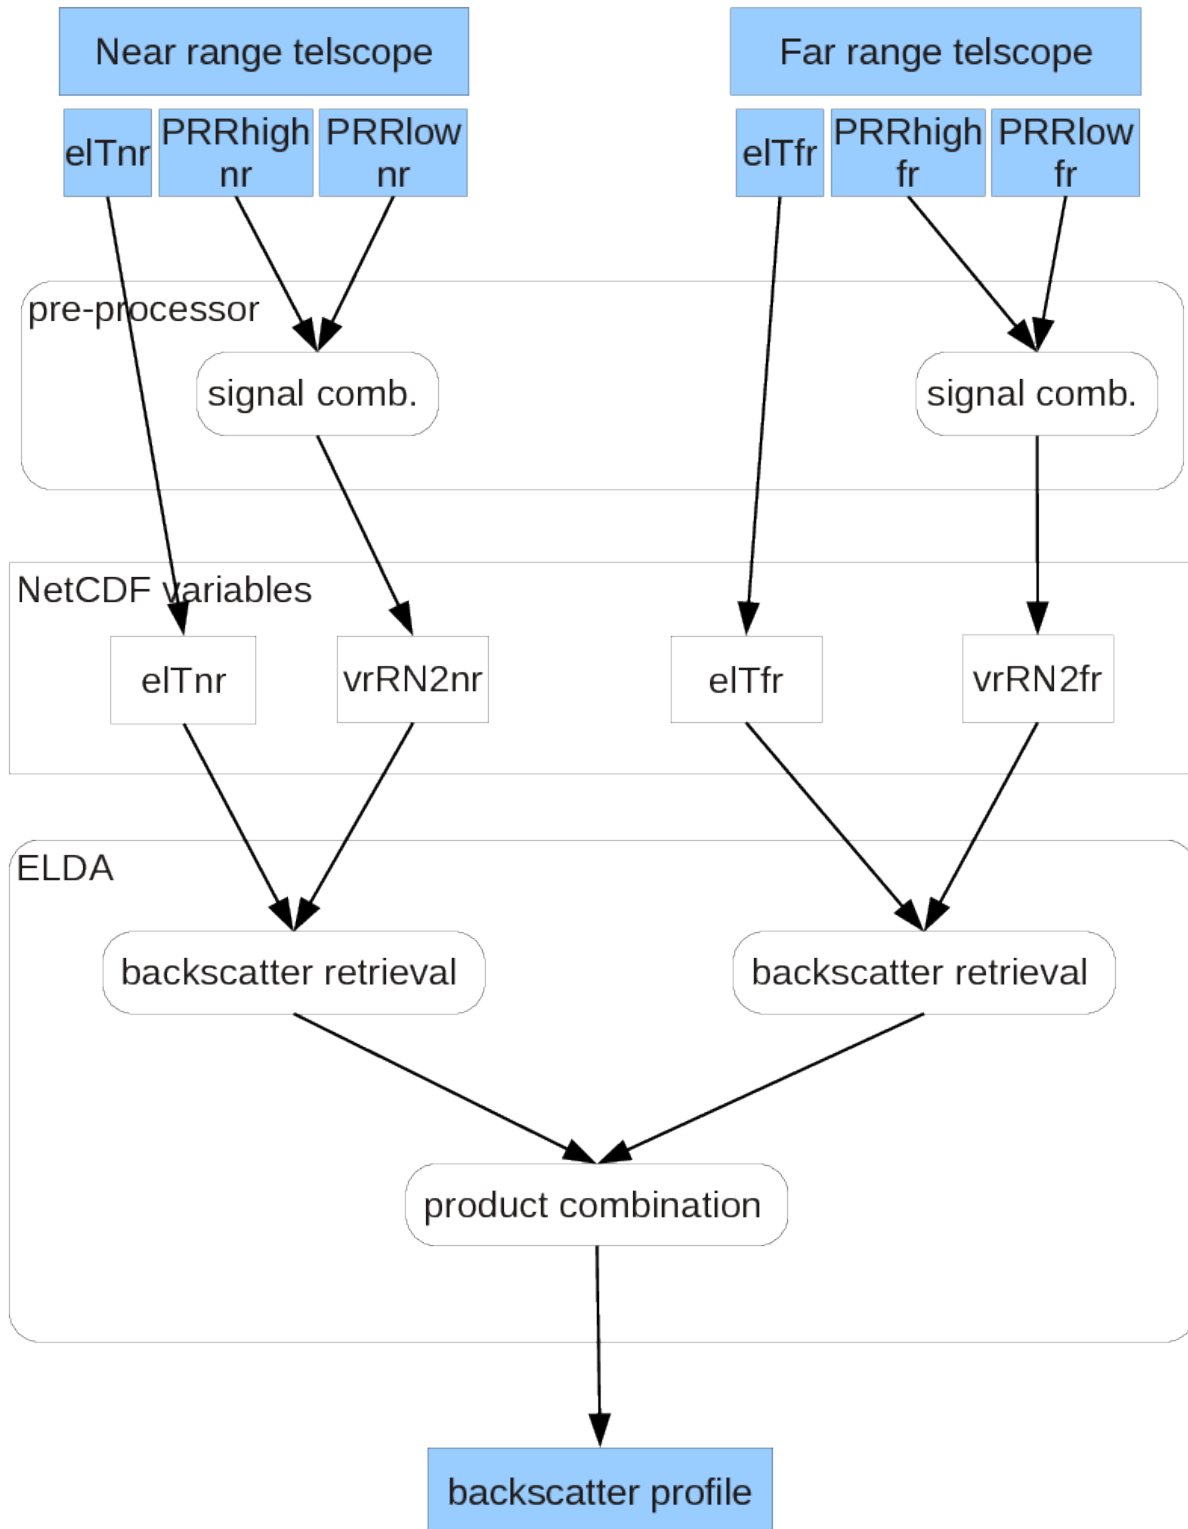 Near range telscope
Far range telscope
elTnr
PRRhigh
nr
PRRlow
nr
elTfr
PRRhigh
fr
PRRlow
fr
pre-processor
signal comb.
signal comb.
NetCDF variables
elTnr
vrRN2nr
elTfr
vrRN2fr
ELDA
backscatter retrieval
backscatter retrieval
product combination
backscatter profile